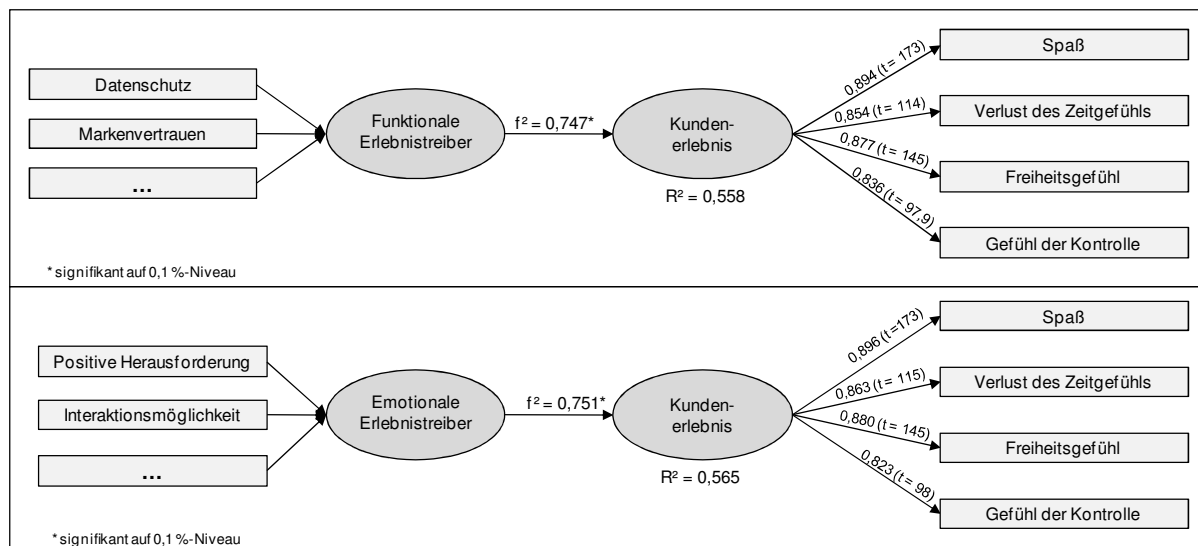 Datenschutz
Markenvertrauen
...
Funktionale
Erlebnistreiber
f² = 0,747*
Kunden-
erlebnis
R² = 0,558
0,894 (t = 173)
0,854 (t = 114)
0,877 (t = 145)
0,836 (t = 97,9)
Spaß
Verlust des Zeitgefühls
Freiheitsgefühl
Gefühl der Kontrolle
* signifikant auf 0,1 %-Niveau
Positive Herausforderung
Interaktionsmöglichkeit
...
Emotionale
Erlebnistreiber
f² = 0,751*
Kunden-
erlebnis
R² = 0,565
0,896 (t=173)
0,863 (t = 115)
0,880 (t = 145)
0,823 (t= 98)
Spaß
Verlust des Zeitgefühls
Freiheitsgefühl
Gefühl der Kontrolle
* signifikant auf 0,1 %-Niveau